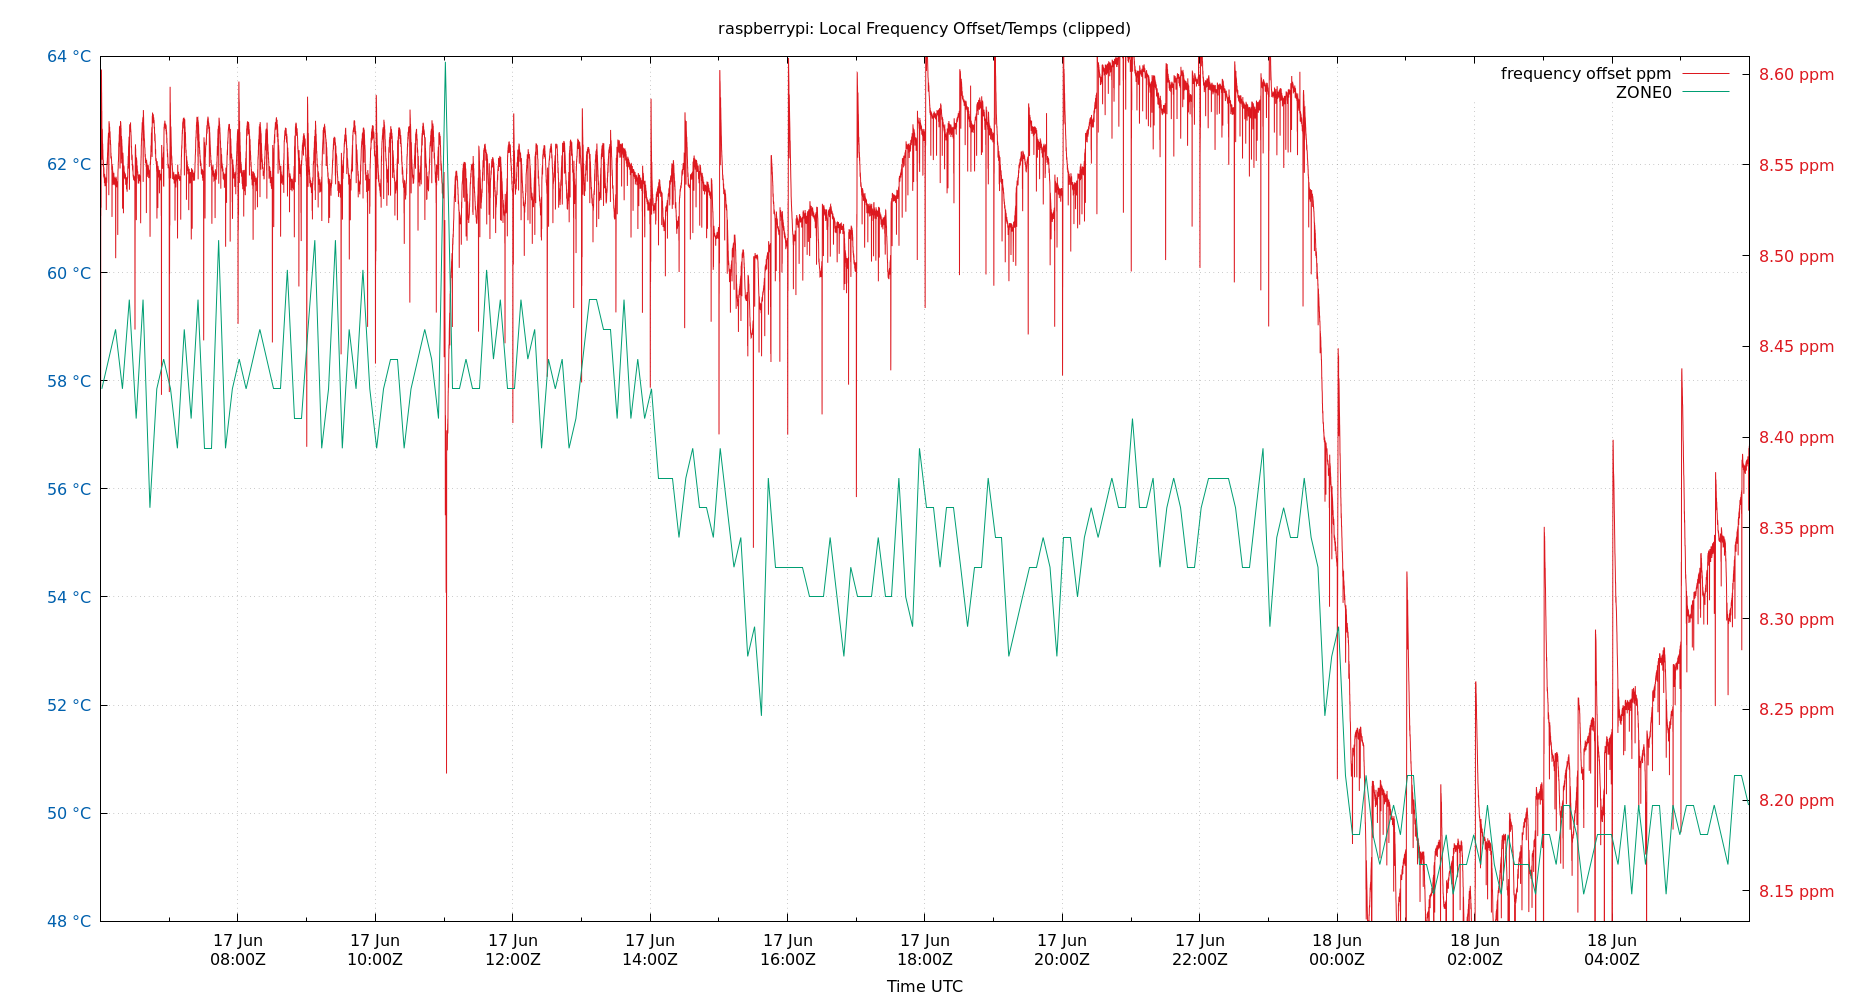 raspberrypi: Local Frequency Offset/Temps (clipped)
64 °C
62 °C
60 °C
58 °C
56 °C
54 °C
52 °C
50 °C
48 °C
frequency offset ppm
ZONE0
8.60 ppm
8.55 ppm
8.50 ppm
8.45 ppm
8.40 ppm
8.35 ppm
8.30 ppm
8.25 ppm
8.20 ppm
8.15 ppm
17 Jun
08:00Z
17 Jun
10:00Z
17 Jun
12:00Z
17 Jun
14:00Z
17 Jun
16:00Z
17 Jun
18:00Z
17 Jun
20:00Z
17 Jun
22:00Z
18 Jun
00:00Z
18 Jun
02:00Z
18 Jun
04:00Z
Time UTC